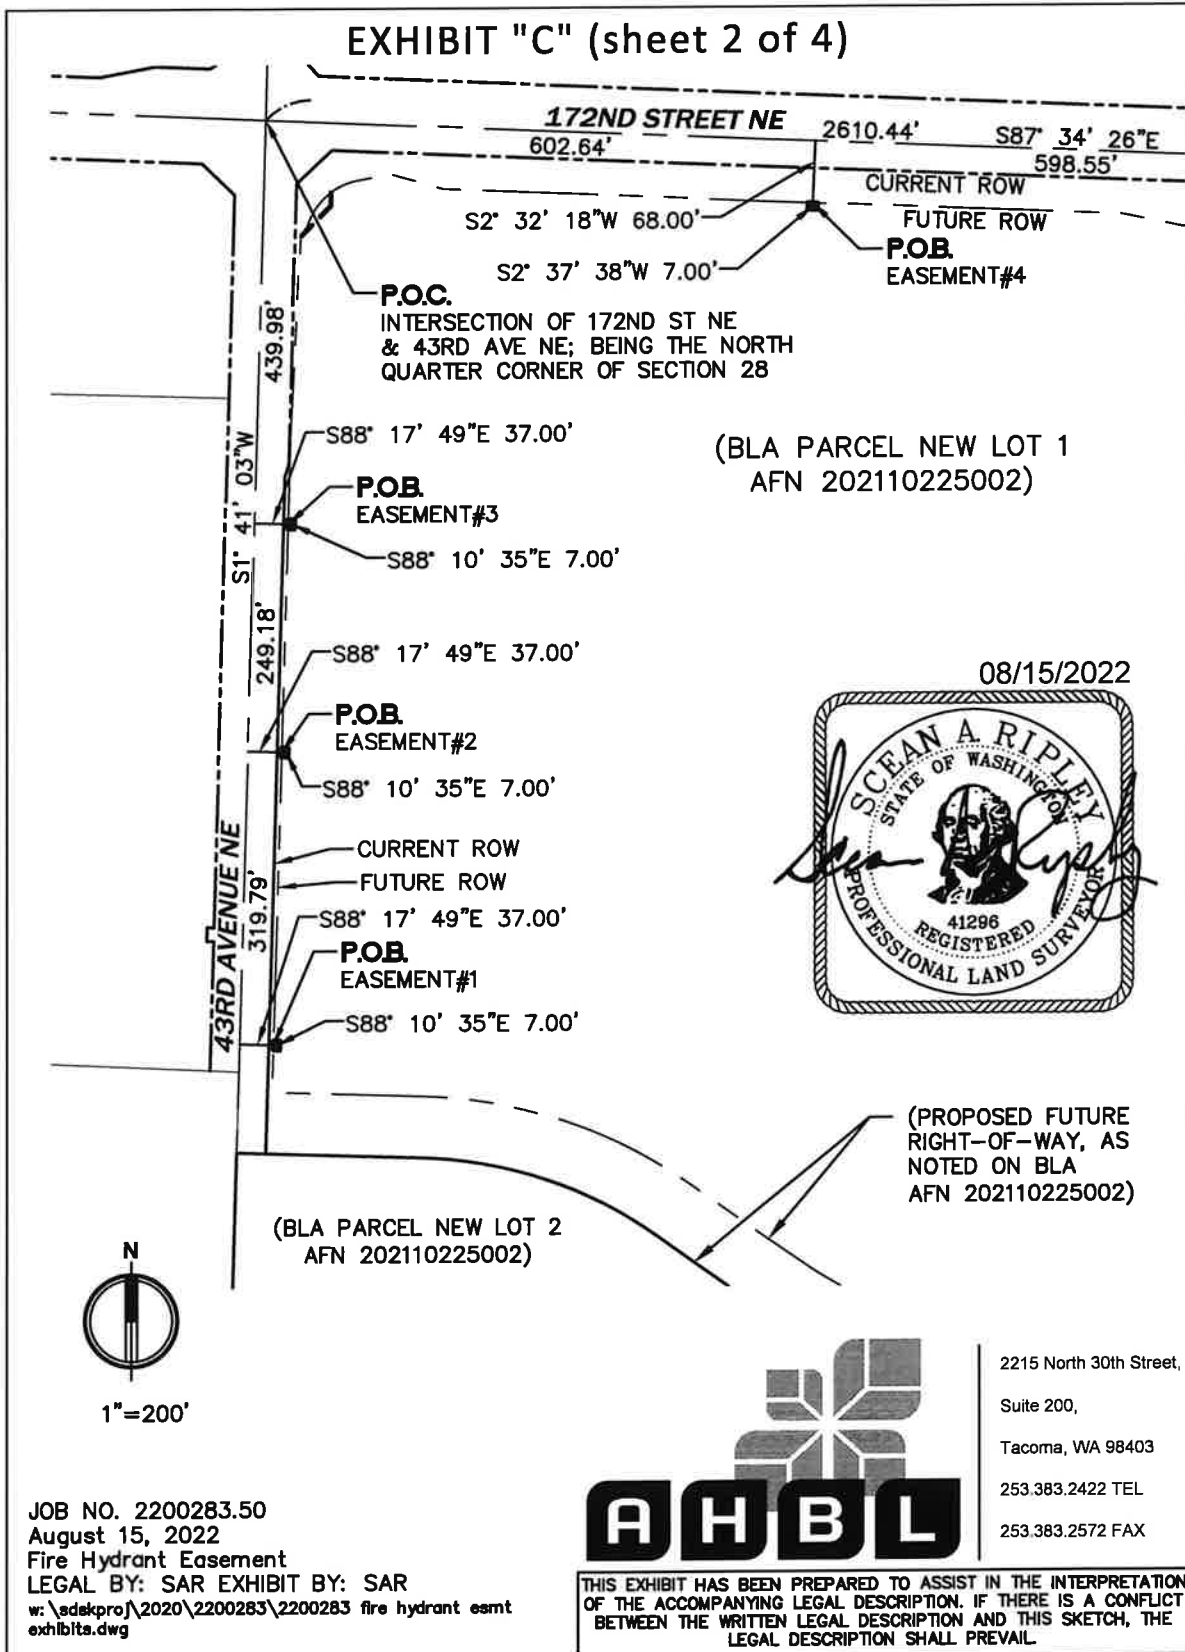 EXHIBIT "C" (sheet 2 of 4)
172ND STREET NE
2610.44' S87° 34' 26"E
602.64'
598.55'
CURRENT ROW
FUTURE ROW
S2° 32' 18"W 68.00'
S2° 37' 38"W 7.00'
P.O.B.
EASEMENT#4
P.O.C.
INTERSECTION OF 172ND ST NE
& 43RD AVE NE; BEING THE NORTH
QUARTER CORNER OF SECTION 28
439.98'
S88° 17' 49"E 37.00'
(BLA PARCEL NEW LOT 1
AFN 202110225002)
S1° 41' 03"W
P.O.B.
EASEMENT#3
S88° 10' 35"E 7.00'
249.18'
S88° 17' 49"E 37.00'
P.O.B.
EASEMENT#2
S88° 10' 35"E 7.00'
08/15/2022
SCEAN A. RIPLEY
STATE OF WASHINGTON
41296
REGISTERED
PROFESSIONAL LAND SURVEYOR
43RD AVENUE NE
CURRENT ROW
FUTURE ROW
319.79'
S88° 17' 49"E 37.00'
P.O.B.
EASEMENT#1
S88° 10' 35"E 7.00'
(PROPOSED FUTURE
RIGHT-OF-WAY, AS
NOTED ON BLA
AFN 202110225002)
(BLA PARCEL NEW LOT 2
AFN 202110225002)
N
1"=200'
AHBL
2215 North 30th Street,
Suite 200,
Tacoma, WA 98403
253.383.2422 TEL
253.383.2572 FAX
JOB NO. 2200283.50
August 15, 2022
Fire Hydrant Easement
LEGAL BY: SAR EXHIBIT BY: SAR
w:\sdskproj\2020\2200283\2200283 fire hydrant esmt
exhibits.dwg
THIS EXHIBIT HAS BEEN PREPARED TO ASSIST IN THE INTERPRETATION
OF THE ACCOMPANYING LEGAL DESCRIPTION. IF THERE IS A CONFLICT
BETWEEN THE WRITTEN LEGAL DESCRIPTION AND THIS SKETCH, THE
LEGAL DESCRIPTION SHALL PREVAIL